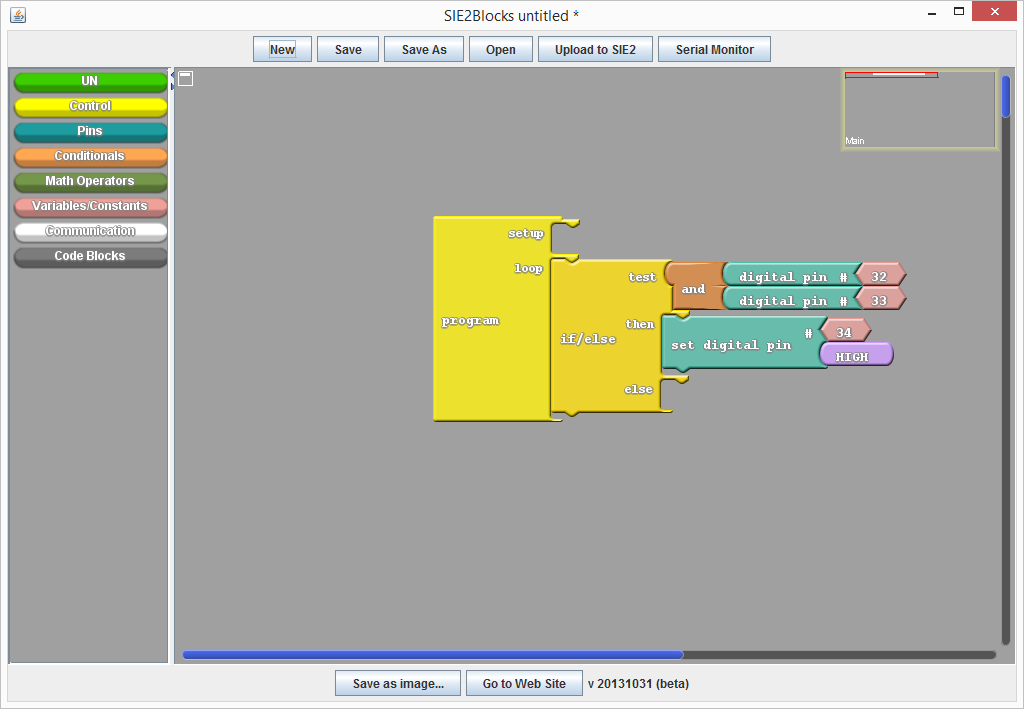 SIE2Blocks untitled *
New Save Save As Open Upload to SIE2 Serial Monitor
UN
Control
Pins
Conditionals
Math Operators
Variables/Constants
Communication
Code Blocks
Main
program
setup
loop
if/else
test
and
digital pin # 32
digital pin # 33
then
set digital pin # 34
HIGH
else
Save as image... Go to Web Site v 20131031 (beta)